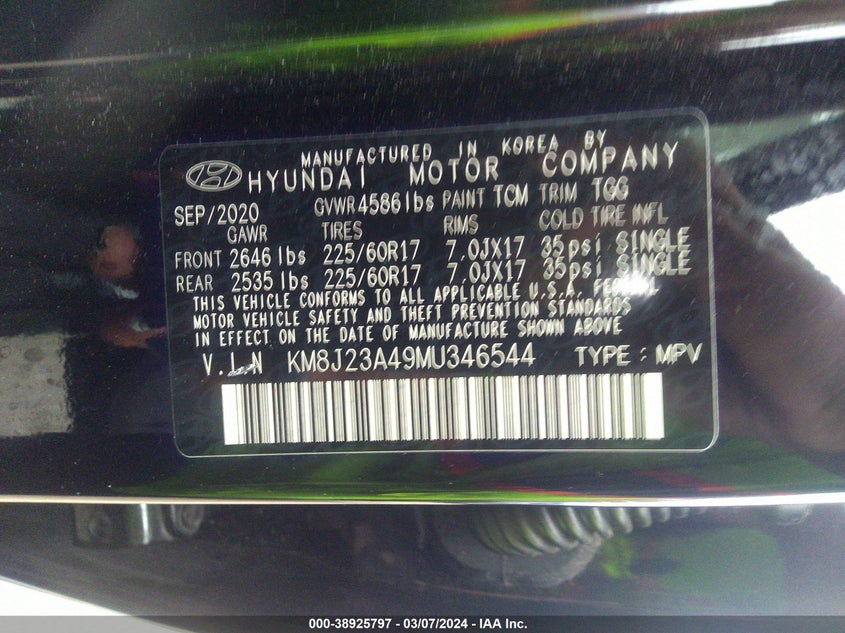 MANUFACTURED IN KOREA BY
HYUNDAI MOTOR COMPANY
SEP/2020 GVWR 4586 lbs PAINT TCM TRIM TGG
GAWR TIRES RIMS COLD TIRE INFL
FRONT 2646 lbs 225/60R17 7.0JX17 35psi SINGLE
REAR 2535 lbs 225/60R17 7.0JX17 35psi SINGLE
THIS VEHICLE CONFORMS TO ALL APPLICABLE U.S.A. FEDERAL
MOTOR VEHICLE SAFETY AND THEFT PREVENTION STANDARDS
IN EFFECT ON THE DATE OF MANUFACTURE SHOWN ABOVE
V.I.N KM8J23A49MU346544 TYPE : MPV
000-38925797 - 03/07/2024 - IAA Inc.